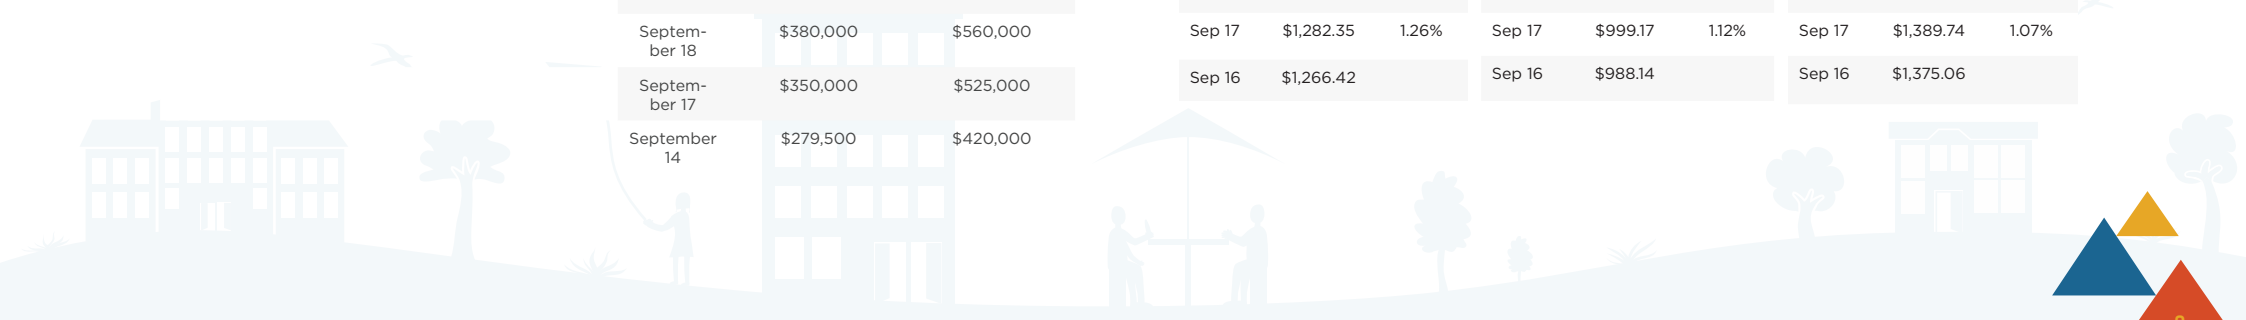 Septem-
ber 18 $380,000 $560,000
Septem-
ber 17 $350,000 $525,000
September
14 $279,500 $420,000
Sep 17 $1,282.35 1.26%
Sep 16 $1,266.42
Sep 17 $999.17 1.12%
Sep 16 $988.14
Sep 17 $1,389.74 1.07%
Sep 16 $1,375.06